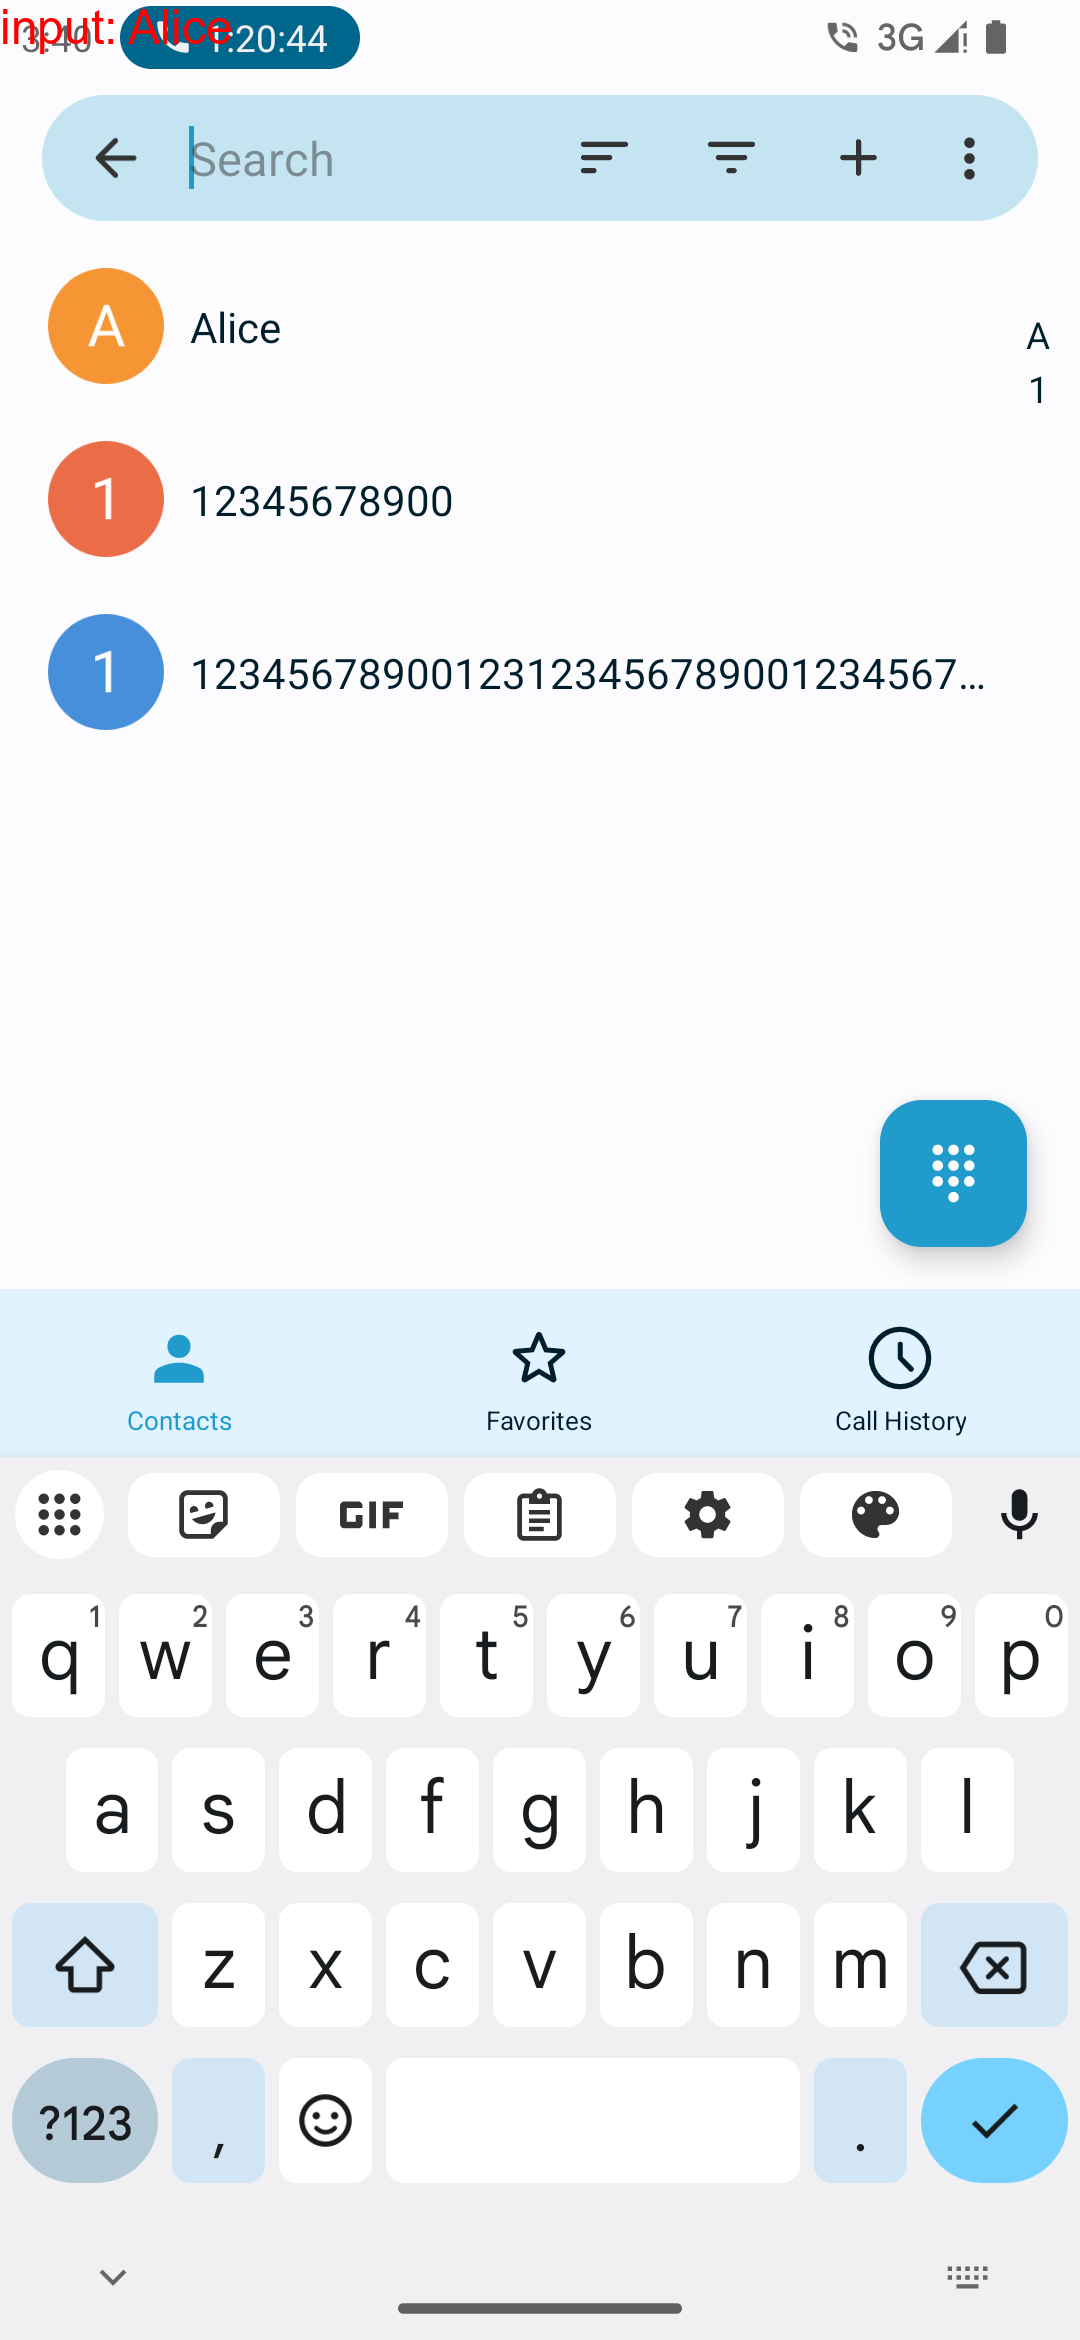 input: Alice
3:40 1:20:44 3G
Search
A Alice
A
1
1 12345678900
1 12345678900123123456789001234567...
Contacts Favorites Call History
GIF
q 1 w 2 e 3 r 4 t 5 y 6 u 7 i 8 o 9 p 0
a s d f g h j k l
z x c v b n m
?123 , .